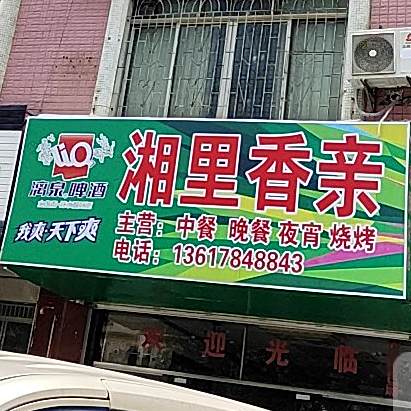 湘里香亲
漓泉啤酒
我爽·天下爽
主营：中餐 晚餐 夜宵 烧烤
电话：13617848843
欢迎光临